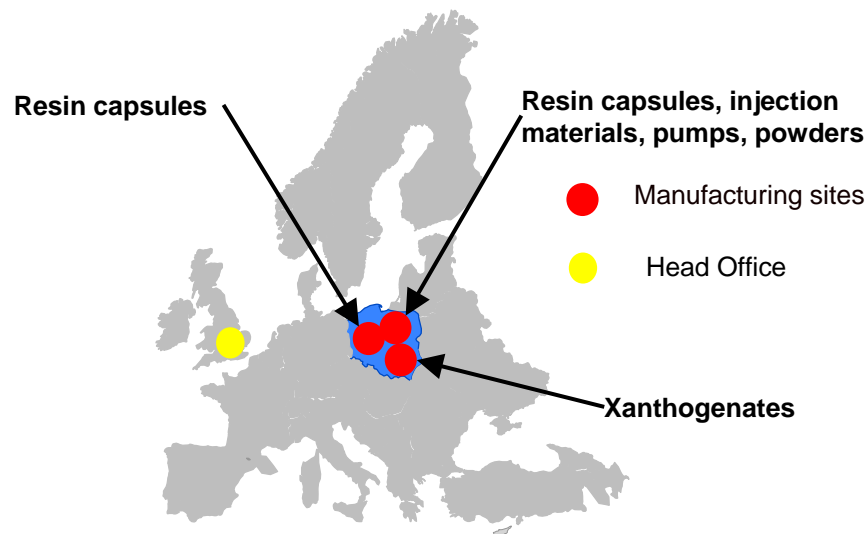 Resin capsules
Resin capsules, injection
materials, pumps, powders
Manufacturing sites
Head Office
Xanthogenates